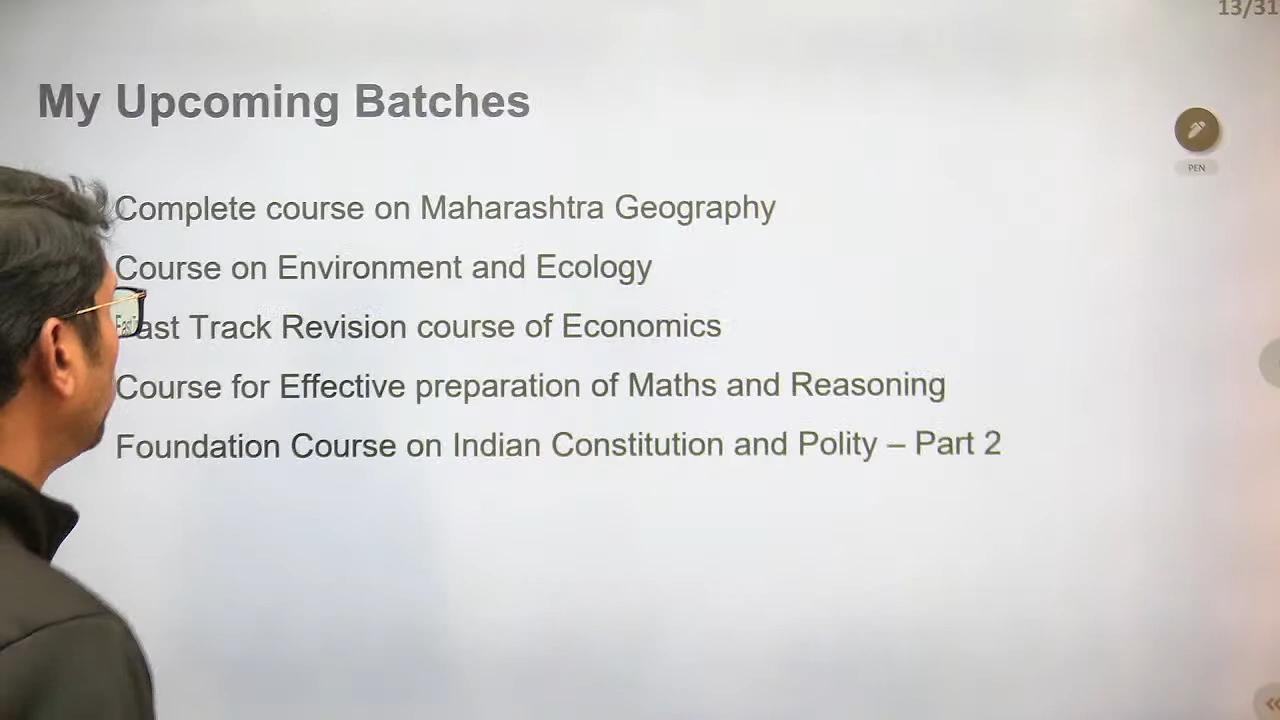 13/31
My Upcoming Batches
PEN
Complete course on Maharashtra Geography
Course on Environment and Ecology
Fast Track Revision course of Economics
Course for Effective preparation of Maths and Reasoning
Foundation Course on Indian Constitution and Polity – Part 2